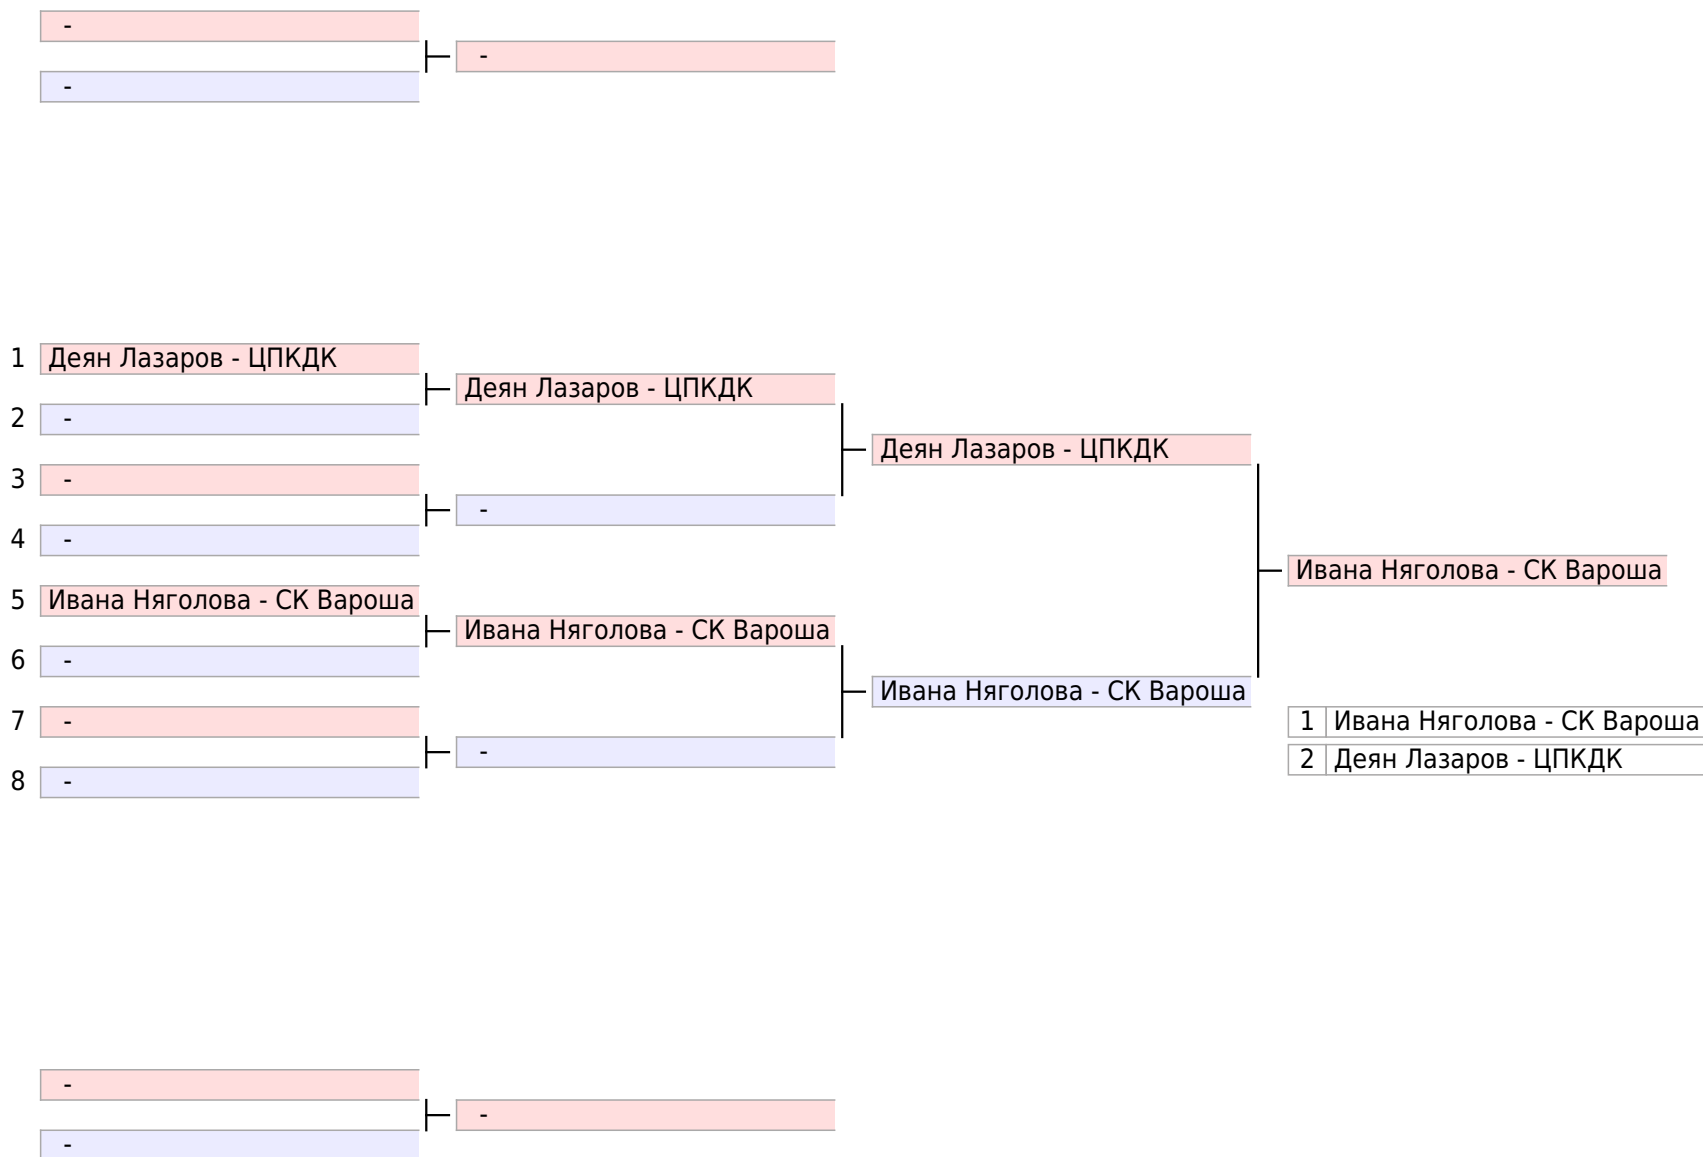 -
-
-
1 Деян Лазаров - ЦПКДК
Деян Лазаров - ЦПКДК
2 -
Деян Лазаров - ЦПКДК
3 -
-
4 -
Ивана Няголова - СК Вароша
5 Ивана Няголова - СК Вароша
Ивана Няголова - СК Вароша
6 -
Ивана Няголова - СК Вароша
7 -
1 Ивана Няголова - СК Вароша
-
2 Деян Лазаров - ЦПКДК
8 -
-
-
-